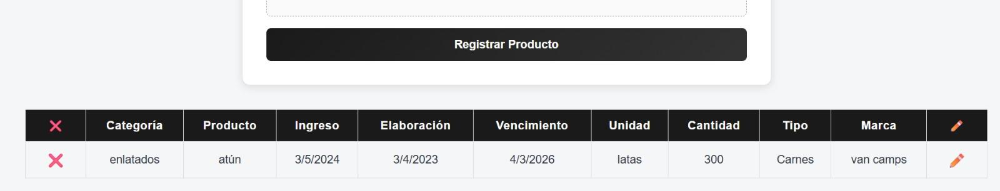 Registrar Producto
❌ Categoría Producto Ingreso Elaboración Vencimiento Unidad Cantidad Tipo Marca ✏️
❌ enlatados atún 3/5/2024 3/4/2023 4/3/2026 latas 300 Carnes van camps ✏️